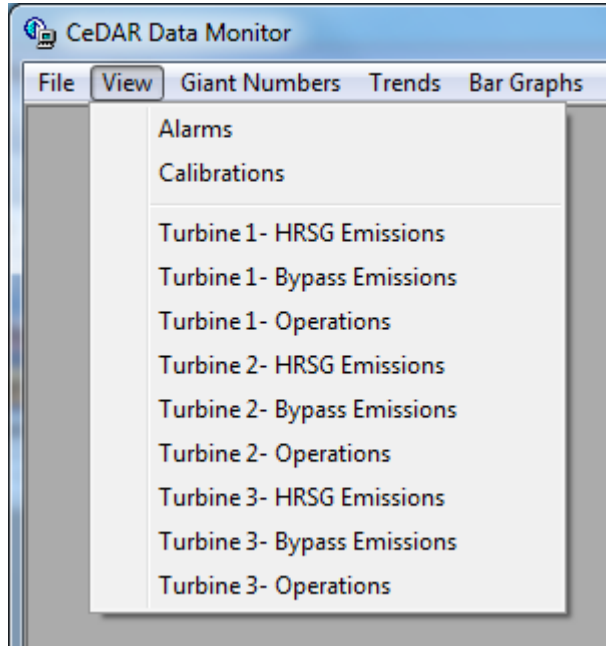 CeDAR Data Monitor
File View Giant Numbers Trends Bar Graphs
Alarms
Calibrations
Turbine 1- HRSG Emissions
Turbine 1- Bypass Emissions
Turbine 1- Operations
Turbine 2- HRSG Emissions
Turbine 2- Bypass Emissions
Turbine 2- Operations
Turbine 3- HRSG Emissions
Turbine 3- Bypass Emissions
Turbine 3- Operations